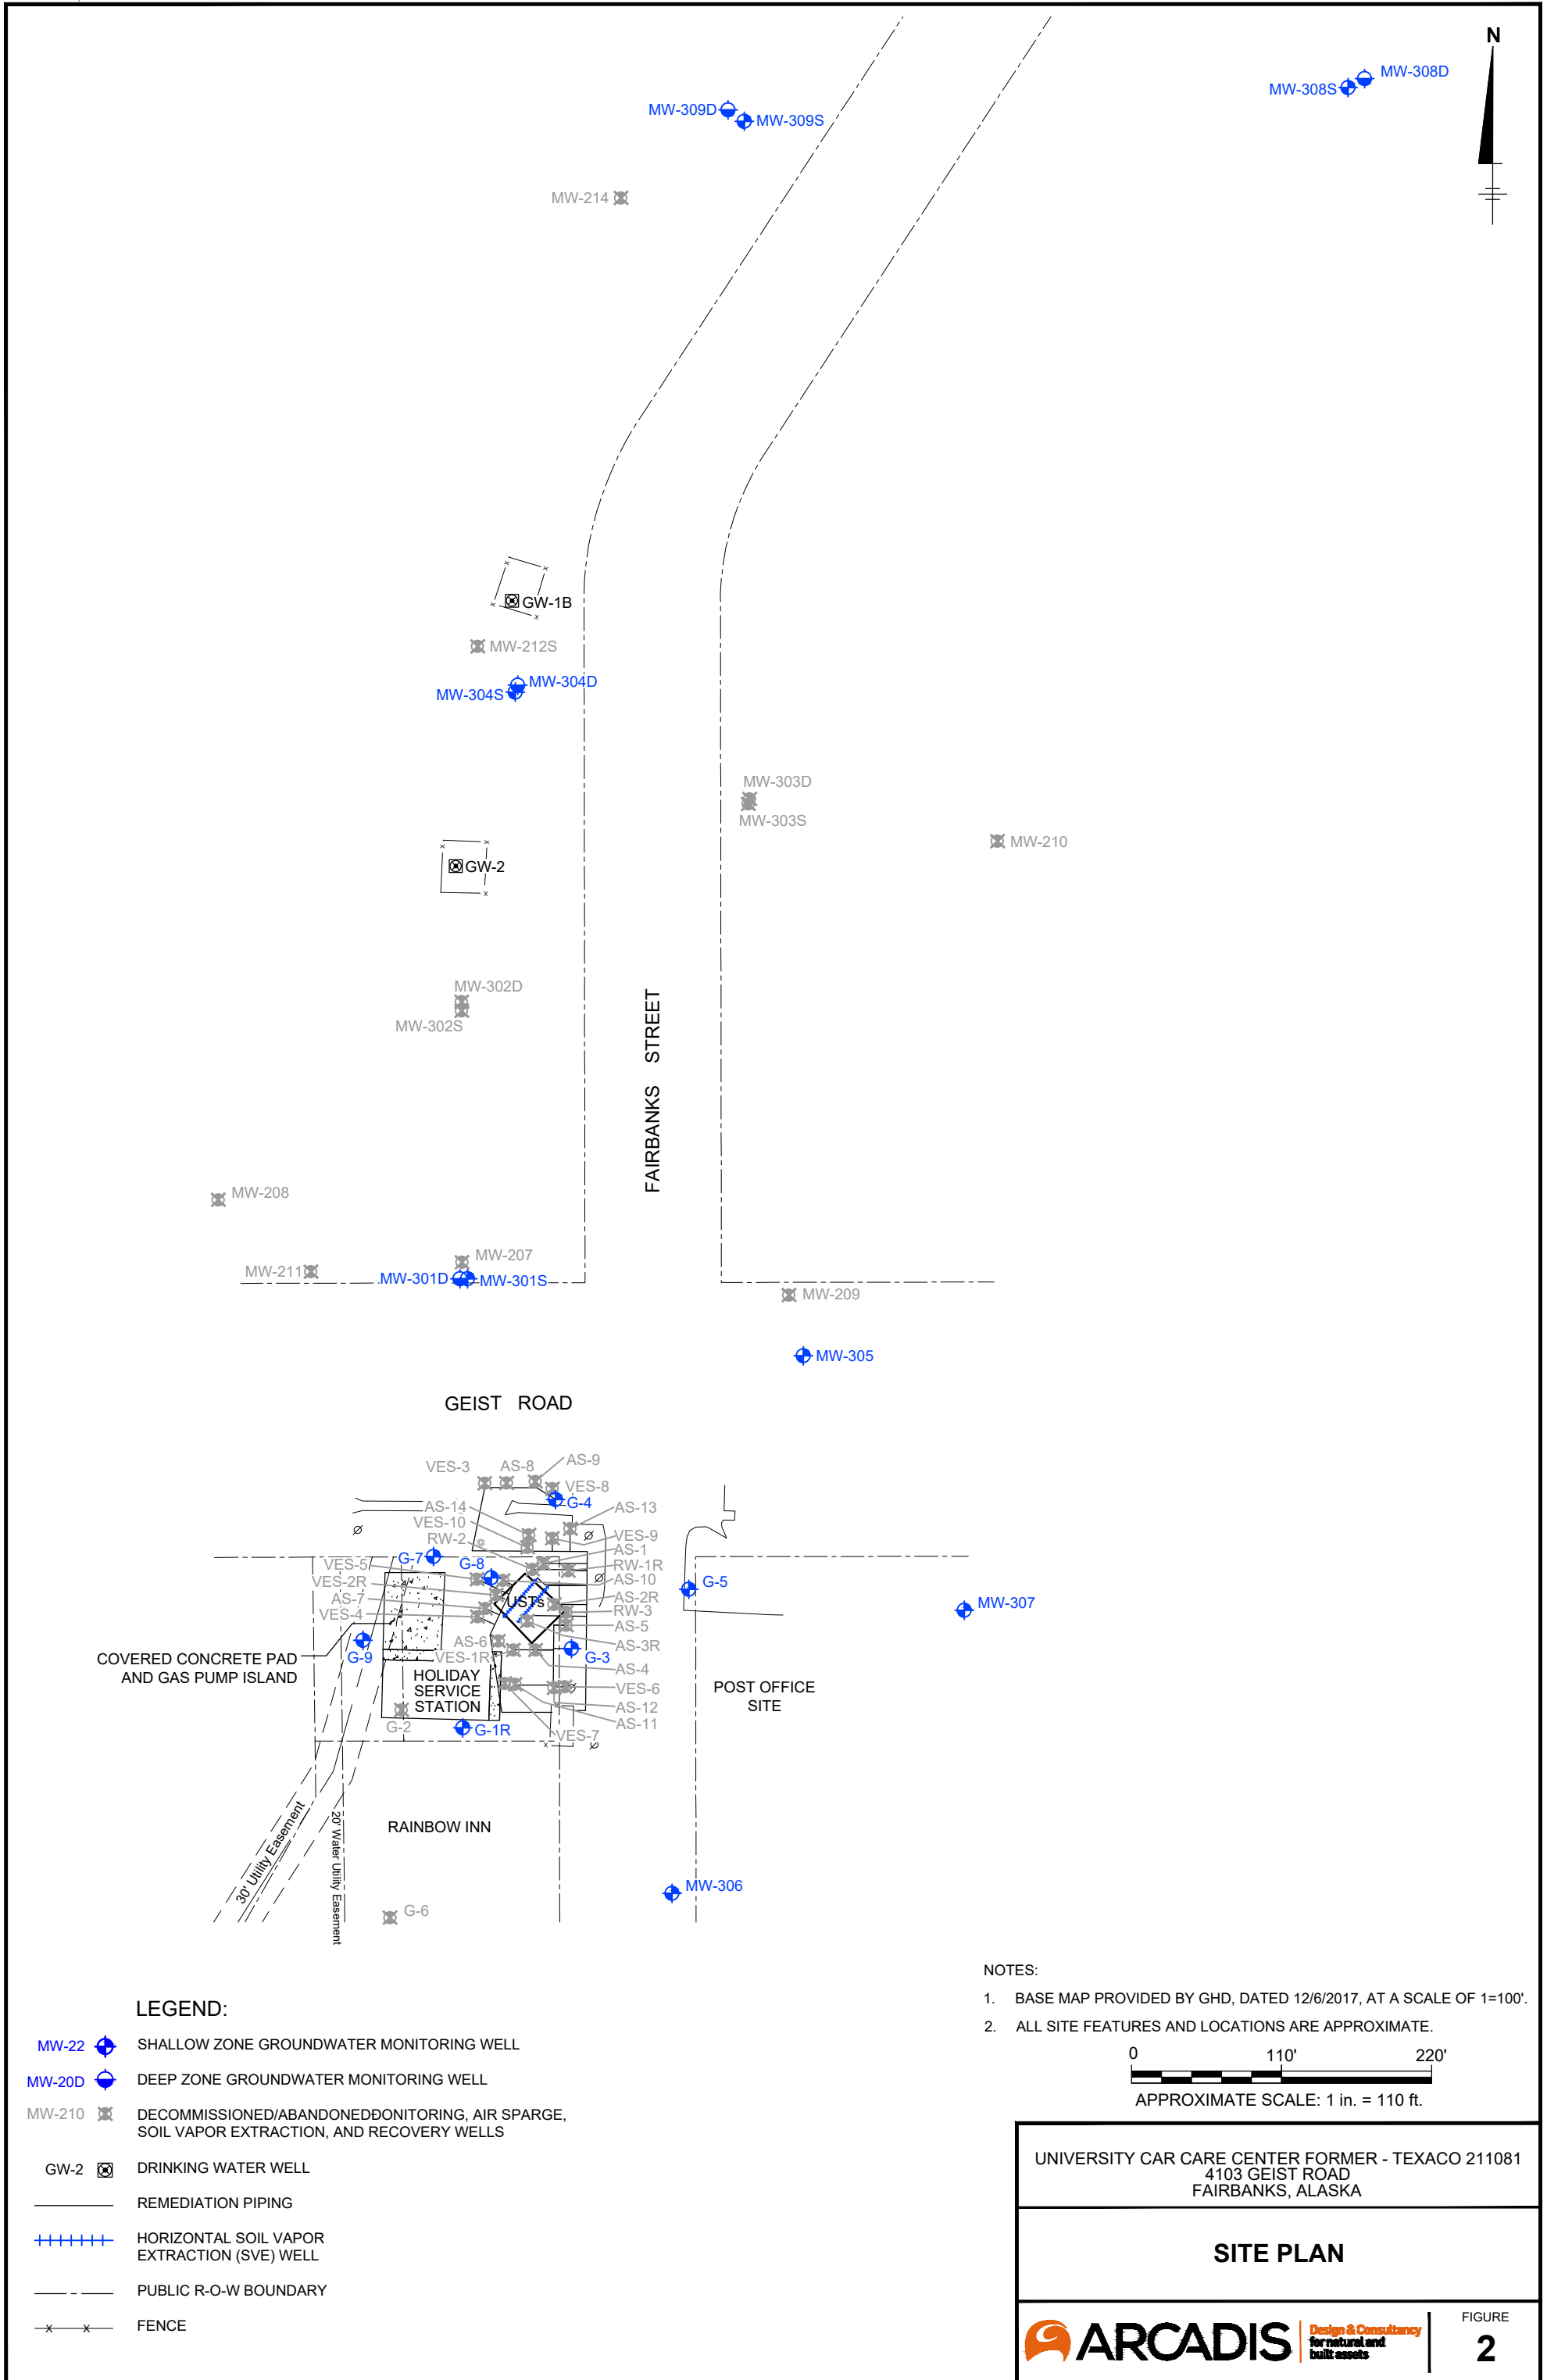 N
MW-308D
MW-308S
MW-309D
MW-309S
MW-214
GW-1B
MW-212S
MW-304D
MW-304S
MW-303D
MW-303S
MW-210
GW-2
MW-302D
MW-302S
FAIRBANKS STREET
MW-208
MW-207
MW-211
MW-301D
MW-301S
MW-209
MW-305
GEIST ROAD
AS-9
VES-3
AS-8
VES-8
G-4
AS-14
AS-13
VES-10
RW-2
VES-9
AS-1
G-7
VES-5
G-8
RW-1R
AS-10
VES-2R
AS-7
VES-4
USTs
AS-2R
RW-3
AS-5
G-5
MW-307
AS-6
AS-3R
VES-1R
G-3
AS-4
G-9
COVERED CONCRETE PAD
AND GAS PUMP ISLAND
HOLIDAY
SERVICE
STATION
VES-6
AS-12
AS-11
POST OFFICE
SITE
G-2
G-1R
VES-7
30' Utility Easement
20' Water Utility Easement
RAINBOW INN
MW-306
G-6
NOTES:
1. BASE MAP PROVIDED BY GHD, DATED 12/6/2017, AT A SCALE OF 1=100'.
2. ALL SITE FEATURES AND LOCATIONS ARE APPROXIMATE.
0 110' 220'
APPROXIMATE SCALE: 1 in. = 110 ft.
LEGEND:
MW-22 SHALLOW ZONE GROUNDWATER MONITORING WELL
MW-20D DEEP ZONE GROUNDWATER MONITORING WELL
MW-210 DECOMMISSIONED/ABANDONEDĐONITORING, AIR SPARGE,
SOIL VAPOR EXTRACTION, AND RECOVERY WELLS
GW-2 DRINKING WATER WELL
REMEDIATION PIPING
HORIZONTAL SOIL VAPOR
EXTRACTION (SVE) WELL
PUBLIC R-O-W BOUNDARY
FENCE
UNIVERSITY CAR CARE CENTER FORMER - TEXACO 211081
4103 GEIST ROAD
FAIRBANKS, ALASKA
SITE PLAN
ARCADIS
Design & Consultancy
for natural and
built assets
FIGURE
2